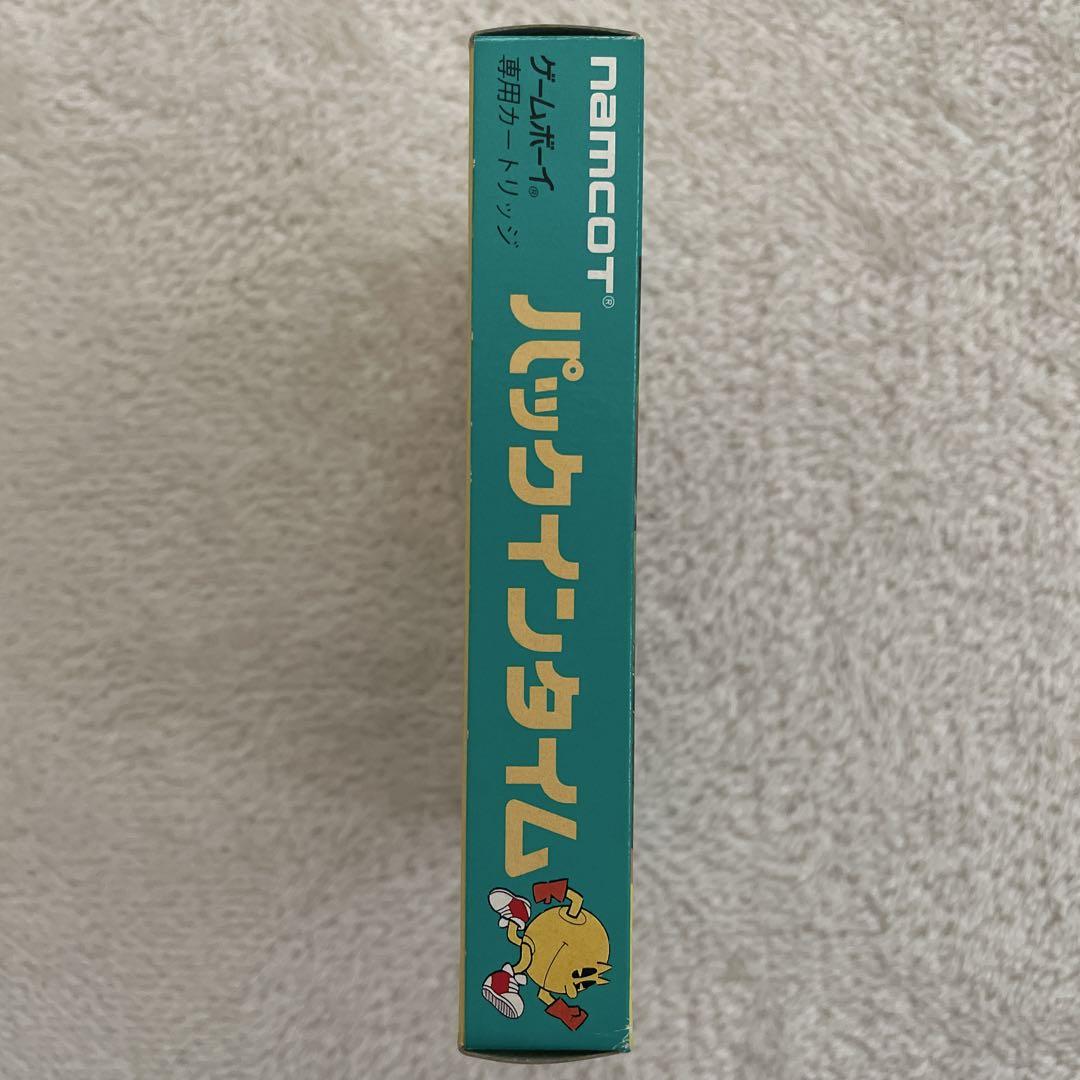 namcot®
ゲームボーイ®
専用カートリッジ
パックインタイム